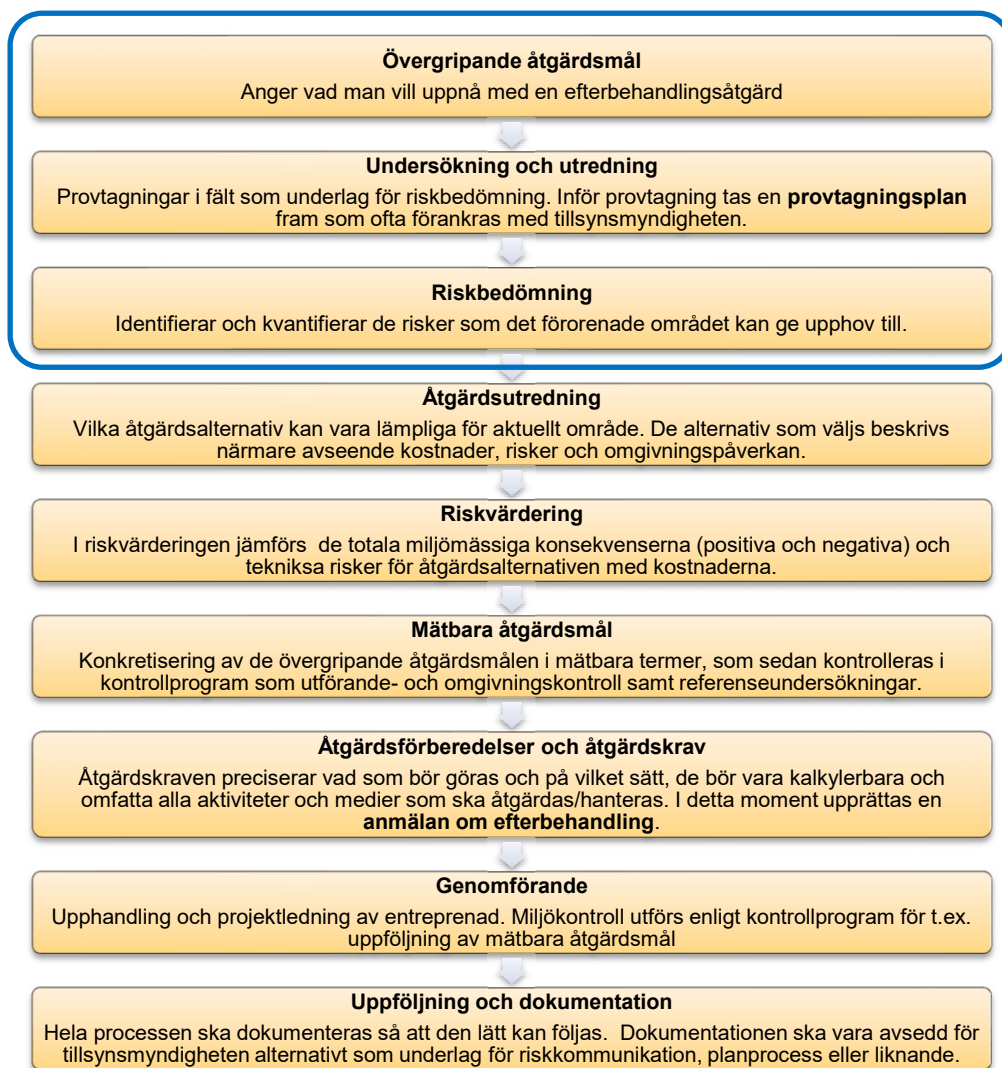 Övergripande åtgärdsmål
Anger vad man vill uppnå med en efterbehandlingsåtgärd
Undersökning och utredning
Provtagningar i fält som underlag för riskbedömning. Inför provtagning tas en provtagningsplan
fram som ofta förankras med tillsynsmyndigheten.
Riskbedömning
Identifierar och kvantifierar de risker som det förorenade området kan ge upphov till.
Åtgärdsutredning
Vilka åtgärdsalternativ kan vara lämpliga för aktuellt område. De alternativ som väljs beskrivs
närmare avseende kostnader, risker och omgivningspåverkan.
Riskvärdering
I riskvärderingen jämförs  de totala miljömässiga konsekvenserna (positiva och negativa) och
tekniksa risker för åtgärdsalternativen med kostnaderna.
Mätbara åtgärdsmål
Konkretisering av de övergripande åtgärdsmålen i mätbara termer, som sedan kontrolleras i
kontrollprogram som utförande- och omgivningskontroll samt referenseundersökningar.
Åtgärdsförberedelser och åtgärdskrav
Åtgärdskraven preciserar vad som bör göras och på vilket sätt, de bör vara kalkylerbara och
omfatta alla aktiviteter och medier som ska åtgärdas/hanteras. I detta moment upprättas en
anmälan om efterbehandling.
Genomförande
Upphandling och projektledning av entreprenad. Miljökontroll utförs enligt kontrollprogram för t.ex.
uppföljning av mätbara åtgärdsmål
Uppföljning och dokumentation
Hela processen ska dokumenteras så att den lätt kan följas.  Dokumentationen ska vara avsedd för
tillsynsmyndigheten alternativt som underlag för riskkommunikation, planprocess eller liknande.